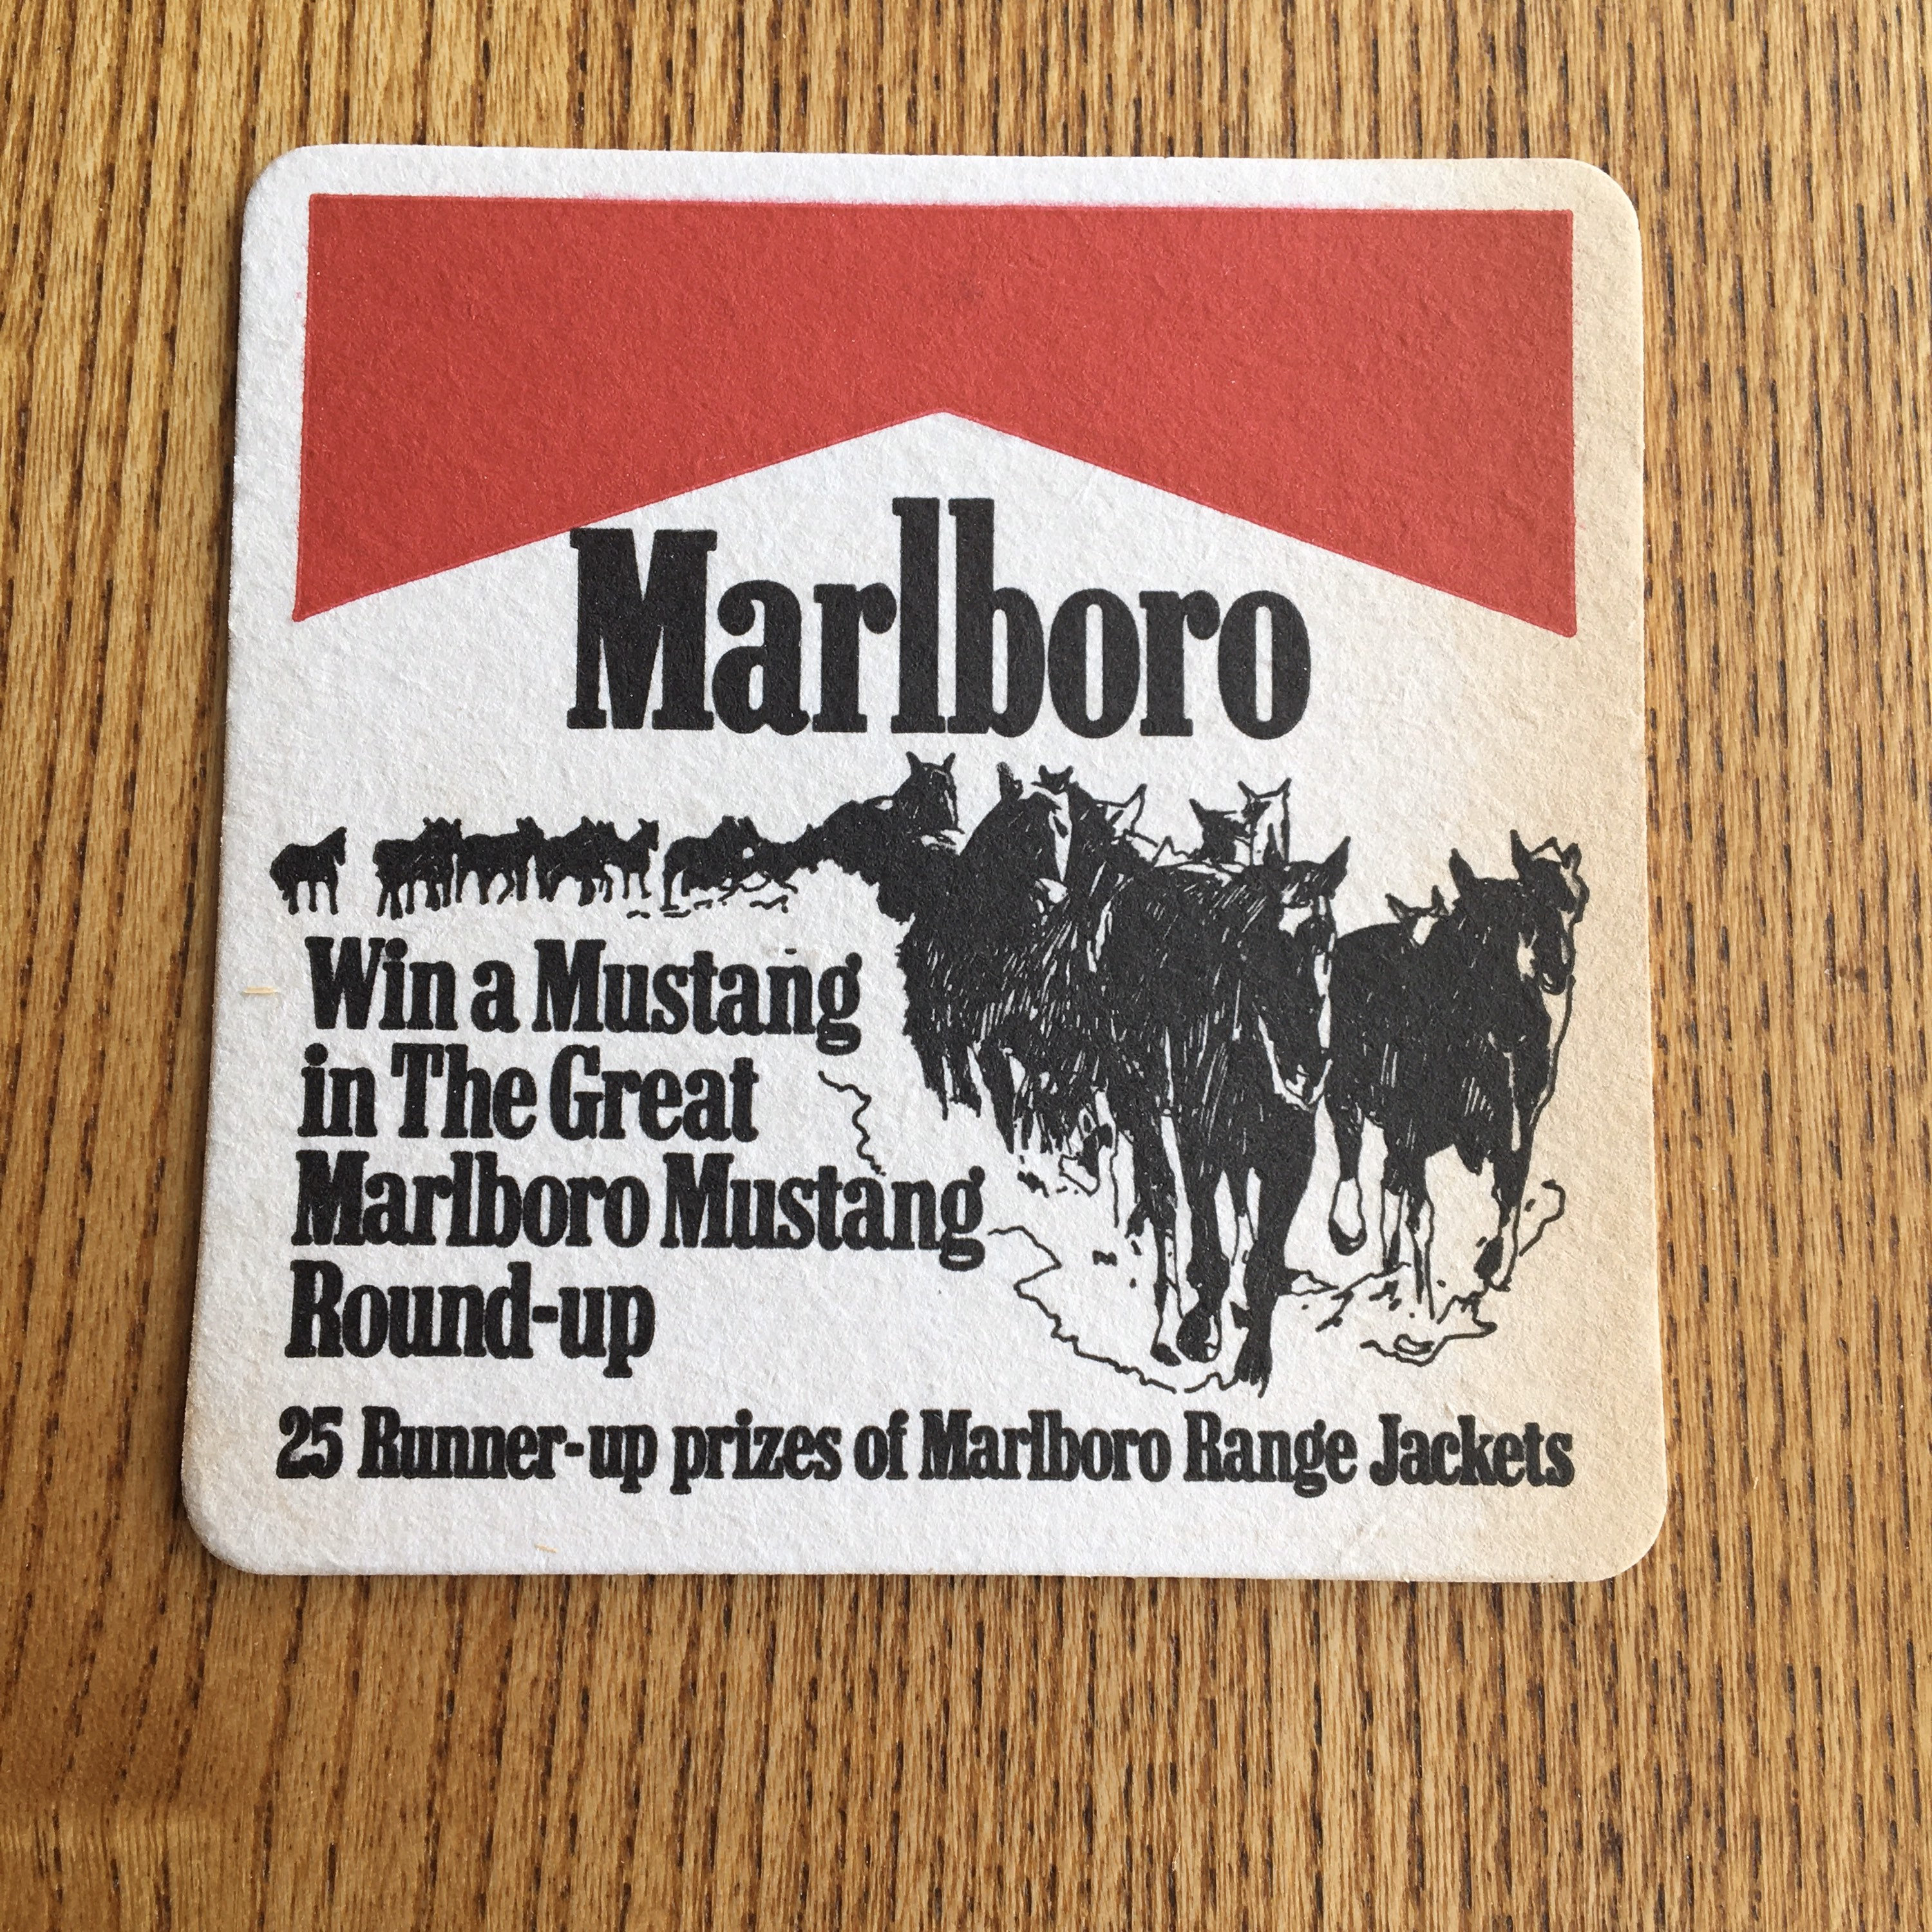 Marlboro
Win a Mustang
in The Great
Marlboro Mustang
Round-up
25 Runner-up prizes of Marlboro Range Jackets